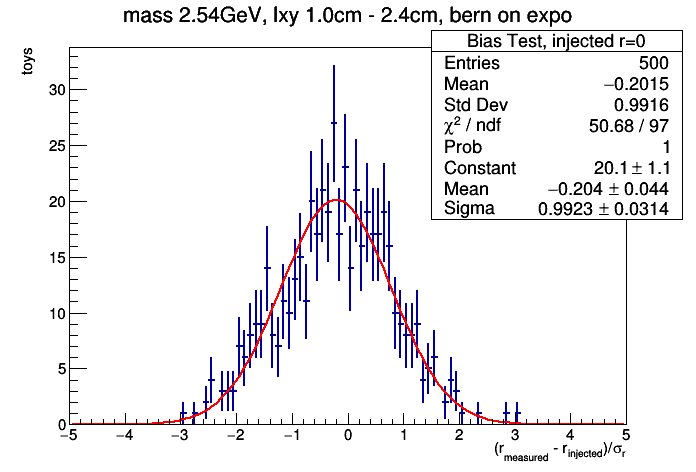 mass 2.54GeV, lxy 1.0cm - 2.4cm, bern on expo
Bias Test, injected r=0
Entries 500
Mean −0.2015
Std Dev 0.9916
χ² / ndf 50.68 / 97
Prob 1
Constant 20.1 ± 1.1
Mean −0.204 ± 0.044
Sigma 0.9923 ± 0.0314
toys
30
25
20
15
10
5
0
−5 −4 −3 −2 −1 0 1 2 3 4 5
(r_measured - r_injected)/σ_r